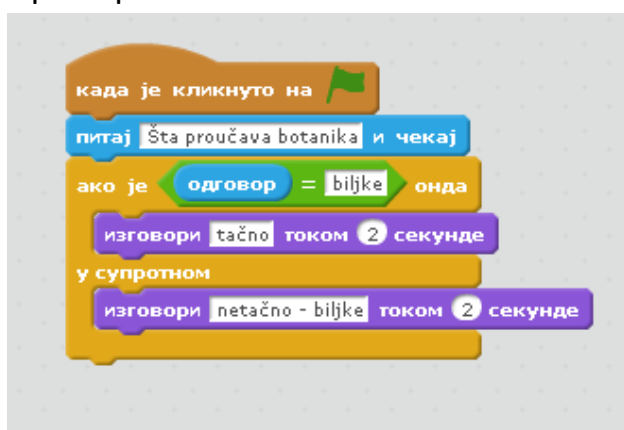 када је кликнуто на
питај Šta proučava botanika и чекај
ако је одговор = biljke онда
изговори tačno током 2 секунде
у супротном
изговори netačno - biljke током 2 секунде